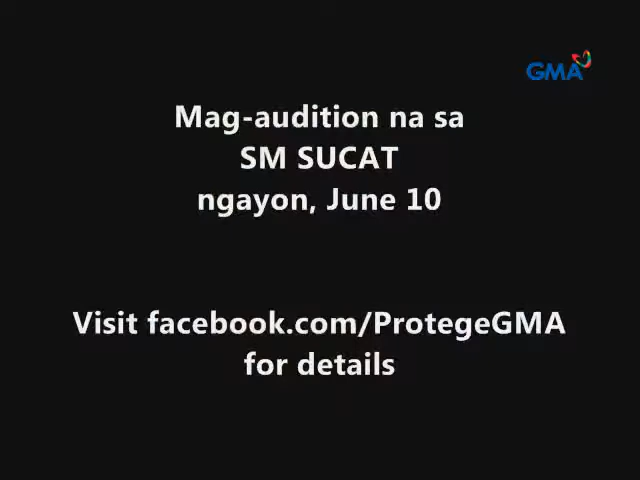 GMA
Mag-audition na sa
SM SUCAT
ngayon, June 10
Visit facebook.com/ProtegeGMA
for details